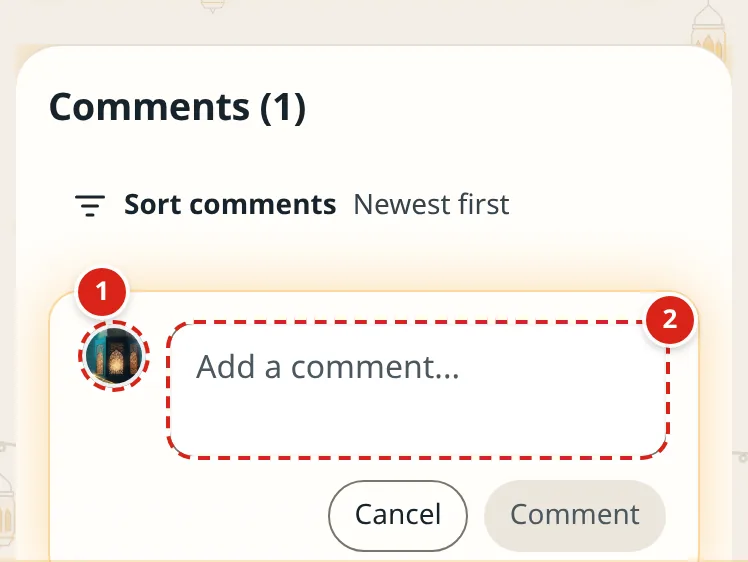 Comments (1)
Sort comments Newest first
1
2
Add a comment...
Cancel Comment